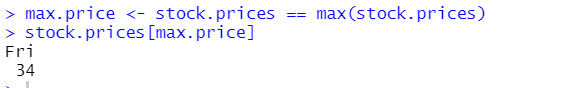 > max.price <- stock.prices == max(stock.prices)
> stock.prices[max.price]
Fri
 34
>